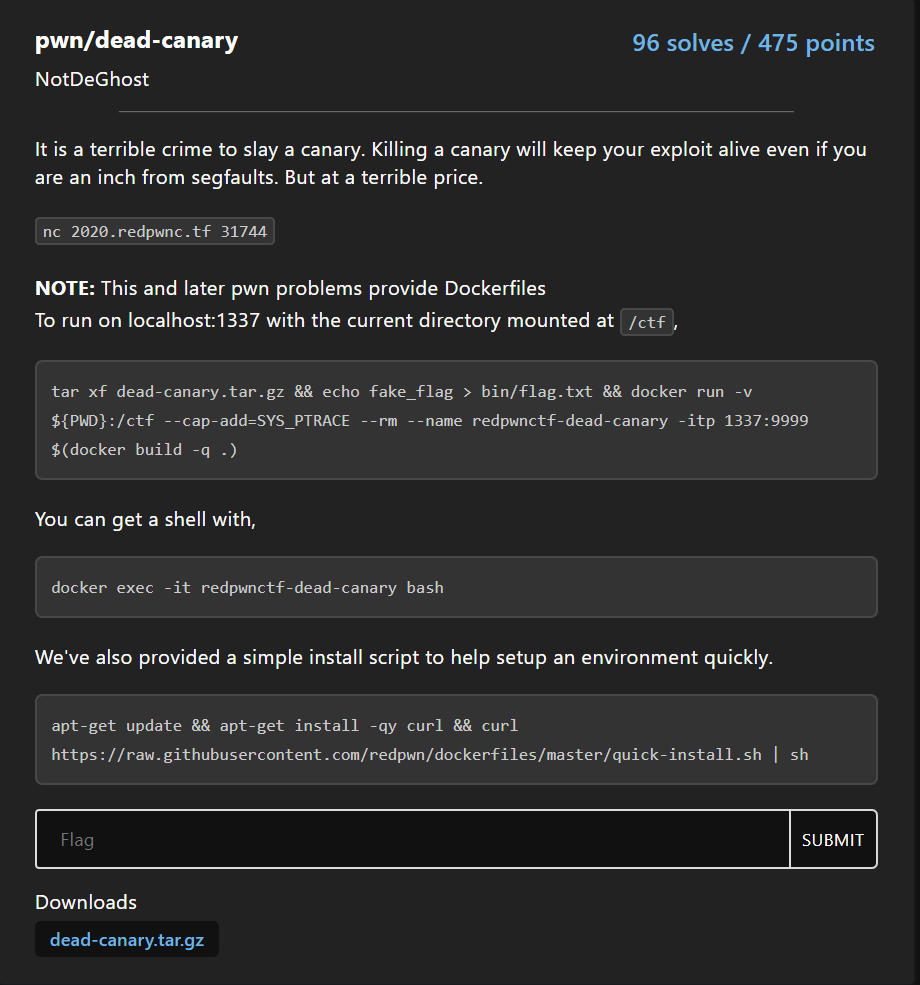 pwn/dead-canary
96 solves / 475 points
NotDeGhost
It is a terrible crime to slay a canary. Killing a canary will keep your exploit alive even if you
are an inch from segfaults. But at a terrible price.
nc 2020.redpwnc.tf 31744
NOTE: This and later pwn problems provide Dockerfiles
To run on localhost:1337 with the current directory mounted at /ctf,
tar xf dead-canary.tar.gz && echo fake_flag > bin/flag.txt && docker run -v
${PWD}:/ctf --cap-add=SYS_PTRACE --rm --name redpwnctf-dead-canary -itp 1337:9999
$(docker build -q .)
You can get a shell with,
docker exec -it redpwnctf-dead-canary bash
We've also provided a simple install script to help setup an environment quickly.
apt-get update && apt-get install -qy curl && curl
https://raw.githubusercontent.com/redpwn/dockerfiles/master/quick-install.sh | sh
Flag
SUBMIT
Downloads
dead-canary.tar.gz